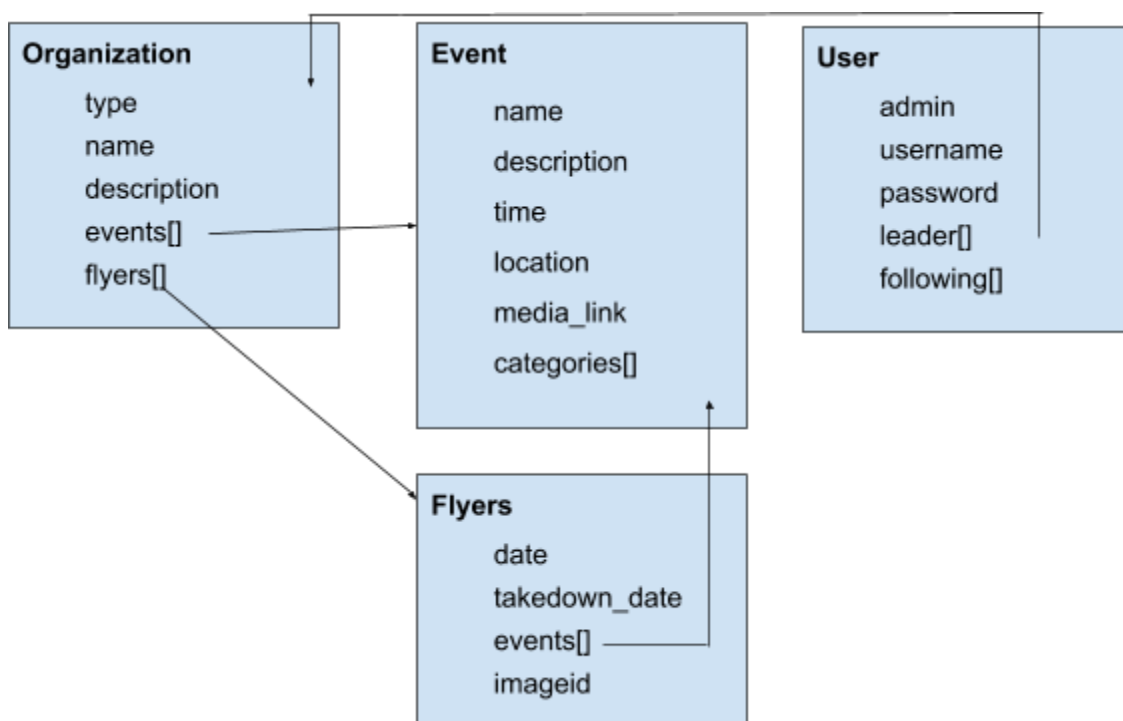 Organization
type
name
description
events[]
flyers[]
Event
name
description
time
location
media_link
categories[]
User
admin
username
password
leader[]
following[]
Flyers
date
takedown_date
events[]
imageid